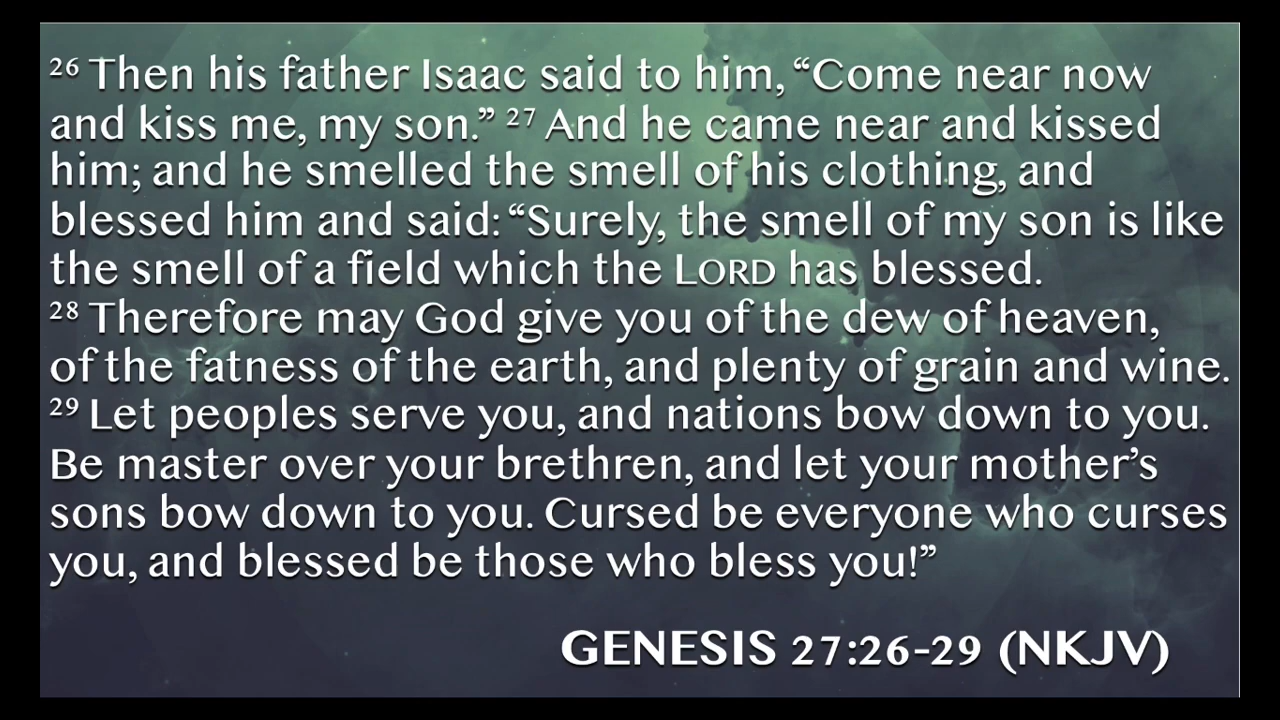 26 Then his father Isaac said to him, “Come near now
and kiss me, my son.” 27 And he came near and kissed
him; and he smelled the smell of his clothing, and
blessed him and said: “Surely, the smell of my son is like
the smell of a field which the LORD has blessed.
28 Therefore may God give you of the dew of heaven,
of the fatness of the earth, and plenty of grain and wine.
29 Let peoples serve you, and nations bow down to you.
Be master over your brethren, and let your mother’s
sons bow down to you. Cursed be everyone who curses
you, and blessed be those who bless you!”
GENESIS 27:26-29 (NKJV)